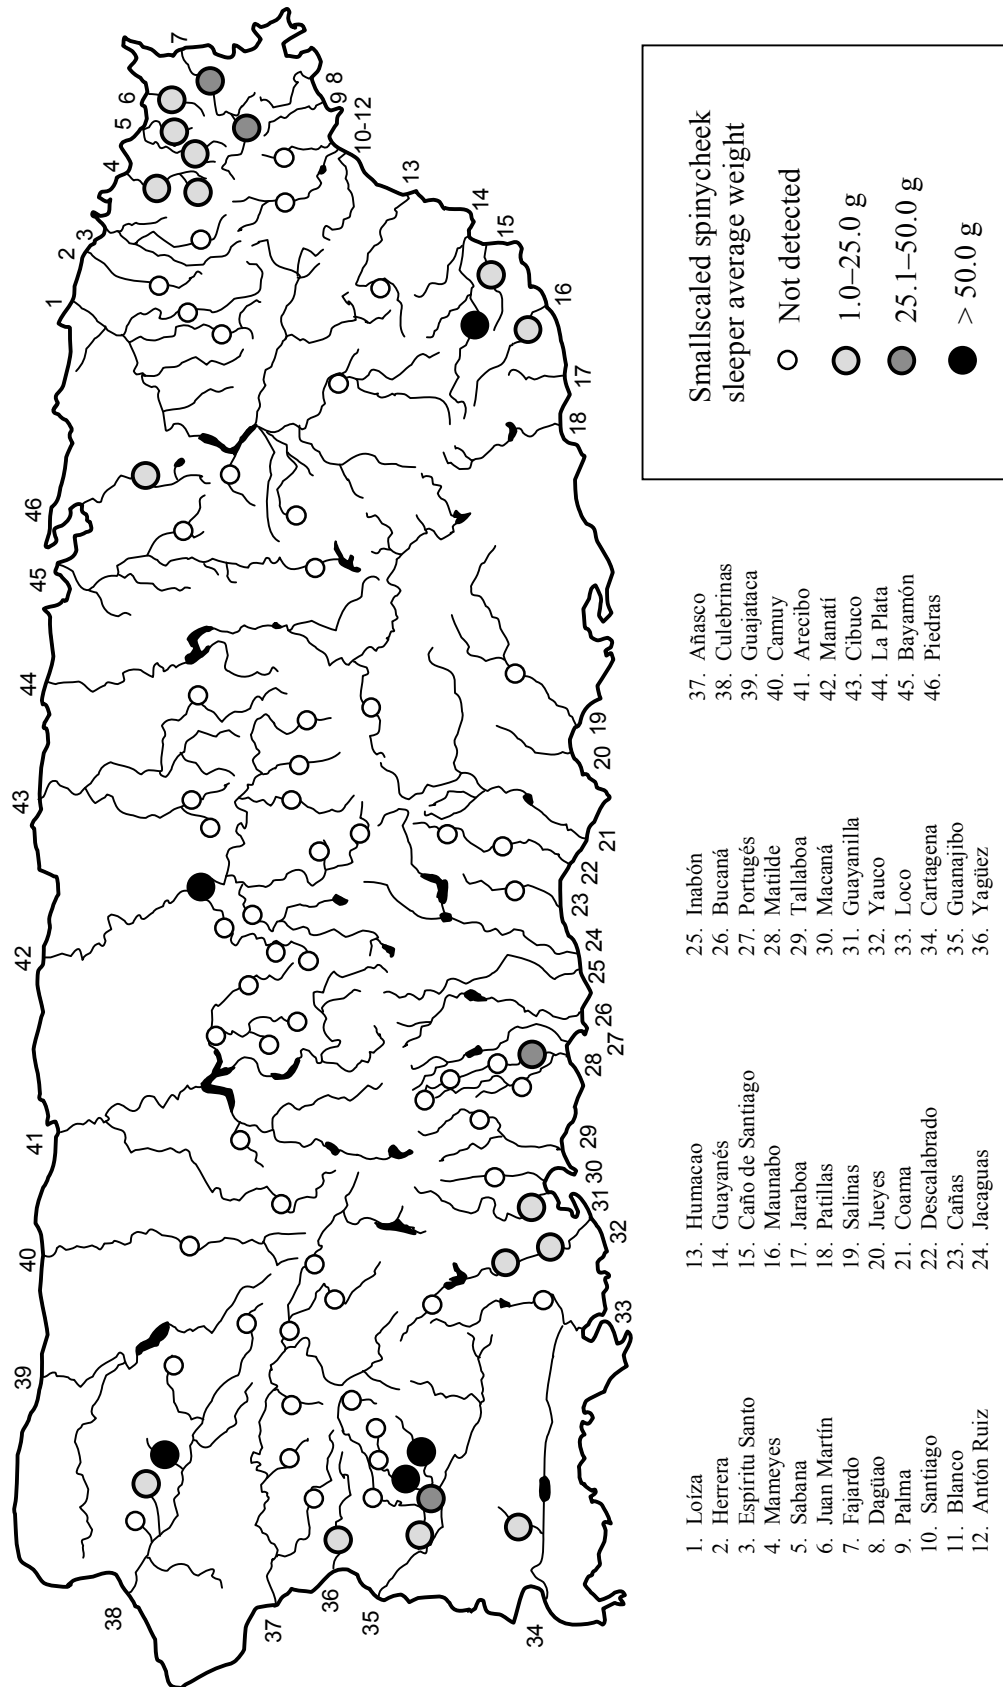 1
2
3
4
5
6
7
8
9
10-12
13
14
15
16
17
18
19
20
21
22
23
24
25
26
27
28
29
30
31
32
33
34
35
36
37
38
39
40
41
42
43
44
45
46
Smallscaled spinycheek
sleeper average weight
Not detected
1.0–25.0 g
25.1–50.0 g
> 50.0 g
1. Loíza
2. Herrera
3. Espíritu Santo
4. Mameyes
5. Sabana
6. Juan Martín
7. Fajardo
8. Dagüao
9. Palma
10. Santiago
11. Blanco
12. Antón Ruiz
13. Humacao
14. Guayanés
15. Caño de Santiago
16. Maunabo
17. Jaraboa
18. Patillas
19. Salinas
20. Jueyes
21. Coama
22. Descalabrado
23. Cañas
24. Jacaguas
25. Inabón
26. Bucaná
27. Portugés
28. Matilde
29. Tallaboa
30. Macaná
31. Guayanilla
32. Yauco
33. Loco
34. Cartagena
35. Guanajibo
36. Yagüez
37. Añasco
38. Culebrinas
39. Guajataca
40. Camuy
41. Arecibo
42. Manatí
43. Cibuco
44. La Plata
45. Bayamón
46. Piedras